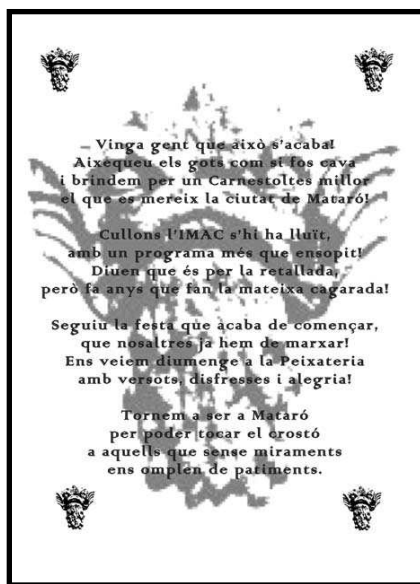 Vinga gent que això s'acaba!
Aixequeu els gots com si fos cava
i brindem per un Carnestoltes millor
el que es mereix la ciutat de Mataró!
Cullons l'IMAC s'hi ha lluït,
amb un programa més que ensopit!
Diuen que és per la retallada,
però fa anys que fan la mateixa cagarada!
Seguiu la festa que acaba de començar,
que nosaltres ja hem de marxar!
Ens veiem diumenge a la Peixateria
amb versots, disfresses i alegria!
Tornem a ser a Mataró
per poder tocar el crostó
a aquells que sense miraments
ens omplen de patiments.